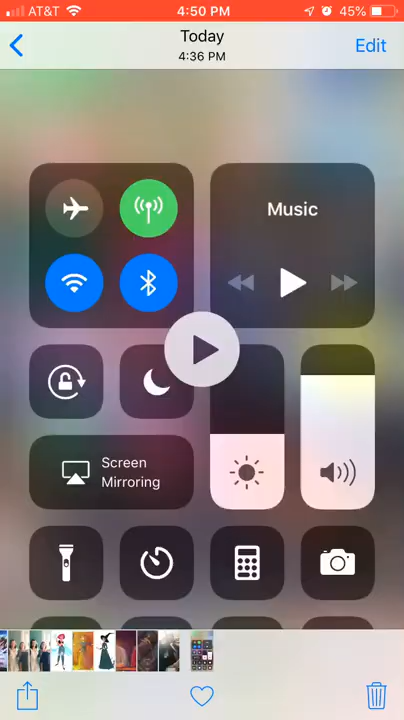 AT&T 4:50 PM 45%
Today
4:36 PM
Edit
Music
Screen
Mirroring